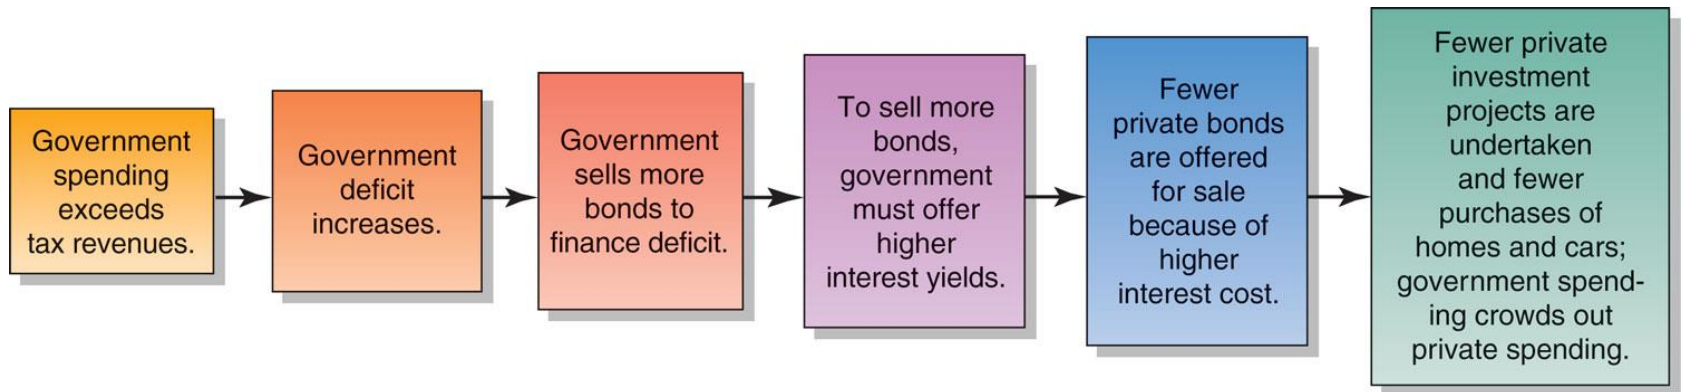 Government
spending
exceeds
tax revenues.
Government
deficit
increases.
Government
sells more
bonds to
finance deficit.
To sell more
bonds,
government
must offer
higher
interest yields.
Fewer
private bonds
are offered
for sale
because of
higher
interest cost.
Fewer private
investment
projects are
undertaken
and fewer
purchases of
homes and cars;
government spend-
ing crowds out
private spending.